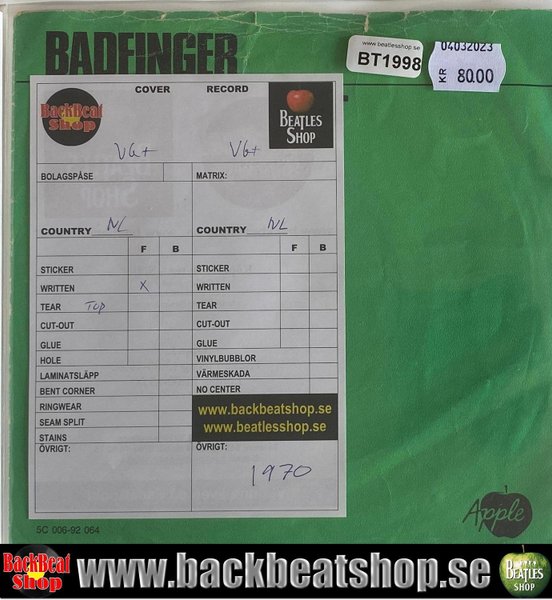 BADFINGER
www.beatlesshop.se
BT1998
04032023
KR 80.00
BackBeat Shop
COVER RECORD
BEATLES SHOP
VG+ VG+
BOLAGSPÅSE MATRIX:
COUNTRY NL COUNTRY NL
F B F B
STICKER STICKER
WRITTEN X WRITTEN
TEAR Top TEAR
CUT-OUT CUT-OUT
GLUE GLUE
HOLE VINYLBUBBLOR
LAMINATSLÄPP VÄRMESKADA
BENT CORNER NO CENTER
RINGWEAR
www.backbeatshop.se
SEAM SPLIT
www.beatlesshop.se
STAINS
ÖVRIGT: ÖVRIGT:
1970
5C 006-92 064
Apple
BackBeat Shop www.backbeatshop.se BEATLES SHOP